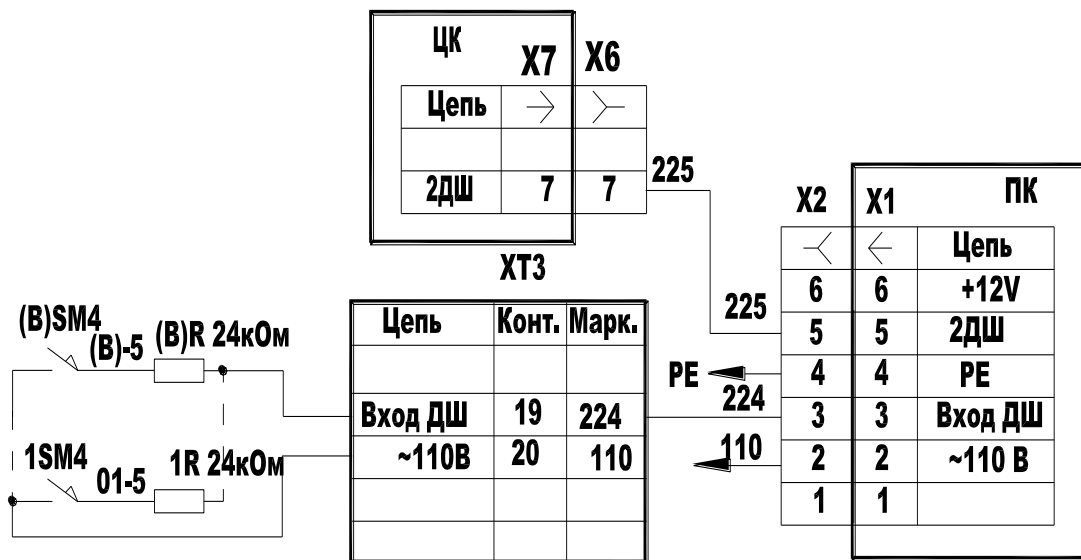 ЦК
X7 X6
Цепь
2ДШ 7 7
225
X2 X1 ПК
Цепь
6 6 +12V
225 5 5 2ДШ
PE 4 4 PE
224 3 3 Вход ДШ
110 2 2 ~110 В
1 1
XT3
Цепь Конт. Марк.
Вход ДШ 19 224
~110В 20 110
(В)SM4
(В)-5 (В)R 24кОм
1SM4
01-5 1R 24кОм